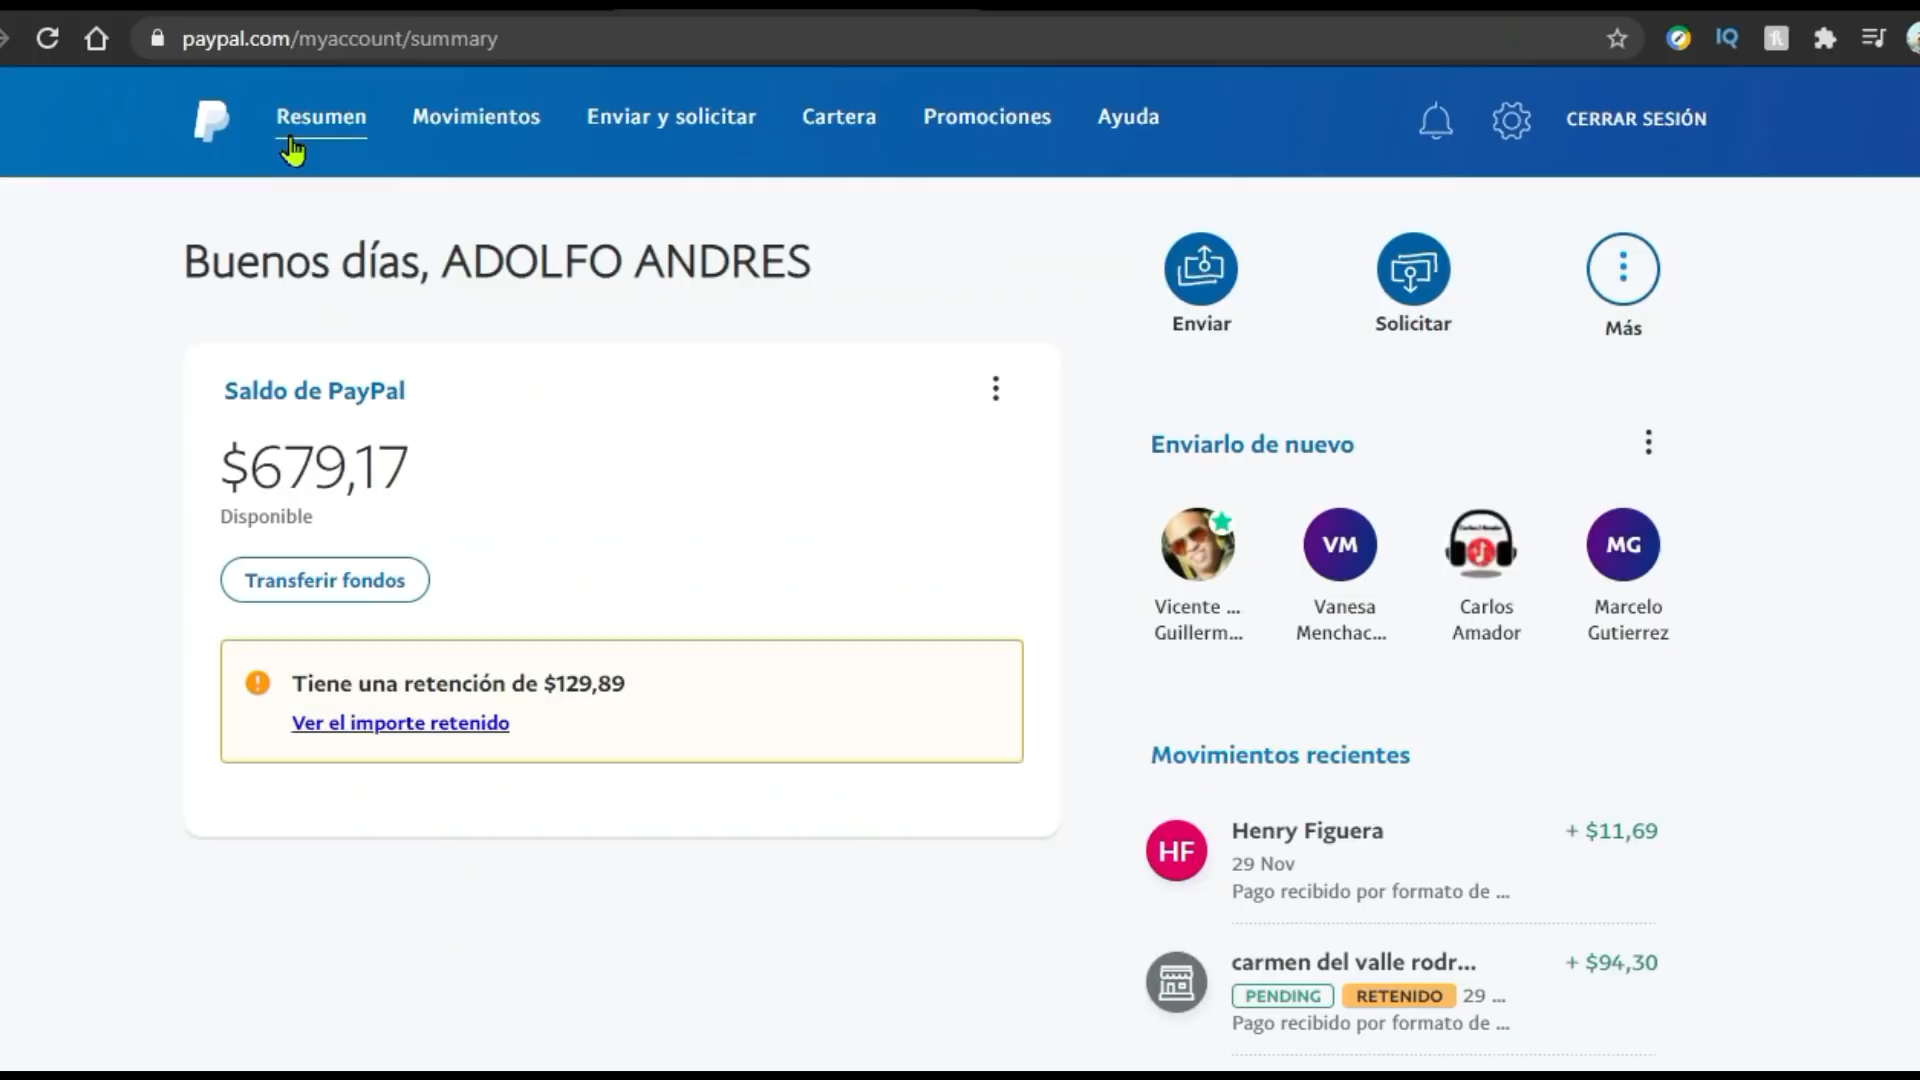 paypal.com/myaccount/summary
IQ
Resumen
Movimientos
Enviar y solicitar
Cartera
Promociones
Ayuda
CERRAR SESIÓN
Buenos días, ADOLFO ANDRES
Enviar
Solicitar
Más
Saldo de PayPal
$679,17
Disponible
Transferir fondos
Tiene una retención de $129,89
Ver el importe retenido
Enviarlo de nuevo
VM
MG
Vicente ...
Guillerm...
Vanesa
Menchac...
Carlos
Amador
Marcelo
Gutierrez
Movimientos recientes
HF
Henry Figuera
+ $11,69
29 Nov
Pago recibido por formato de ...
carmen del valle rodr...
+ $94,30
PENDING
RETENIDO
29 ...
Pago recibido por formato de ...